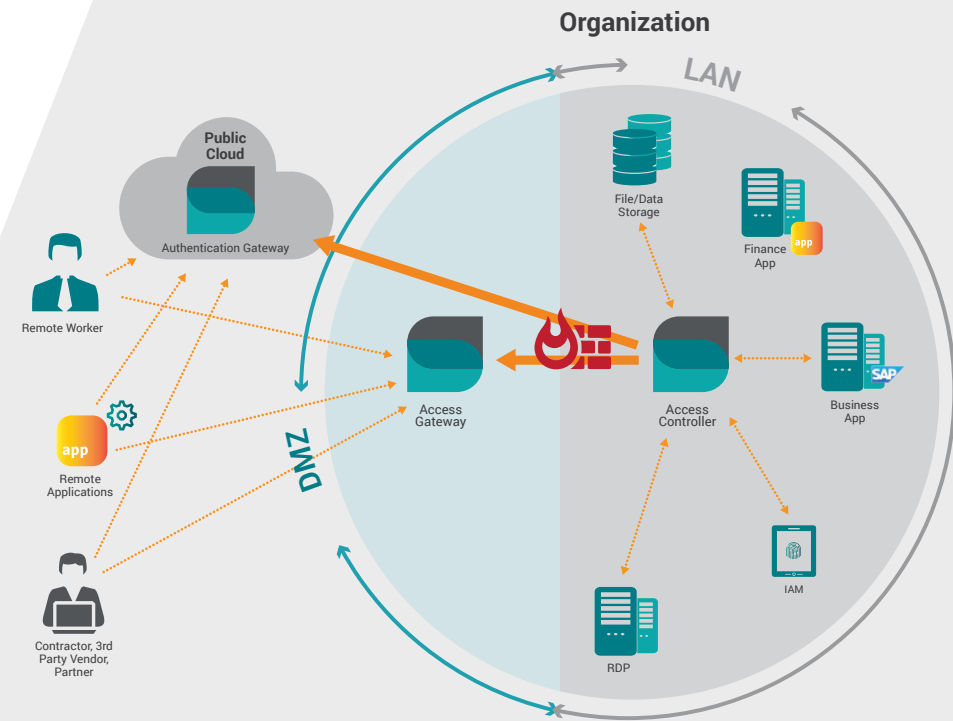 Organization
LAN
Public
Cloud
Authentication Gateway
File/Data
Storage
Finance
App
app
Remote Worker
Access
Gateway
Access
Controller
SAP
Business
App
app
Remote
Applications
DMZ
IAM
Contractor, 3rd
Party Vendor,
Partner
RDP